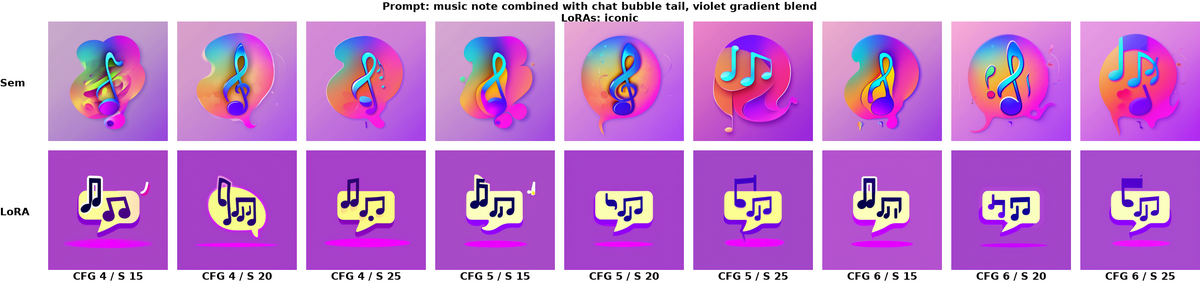 Prompt: music note combined with chat bubble tail, violet gradient blend
LoRAs: iconic
Sem
LoRA
CFG 4 / S 15 CFG 4 / S 20 CFG 4 / S 25 CFG 5 / S 15 CFG 5 / S 20 CFG 5 / S 25 CFG 6 / S 15 CFG 6 / S 20 CFG 6 / S 25